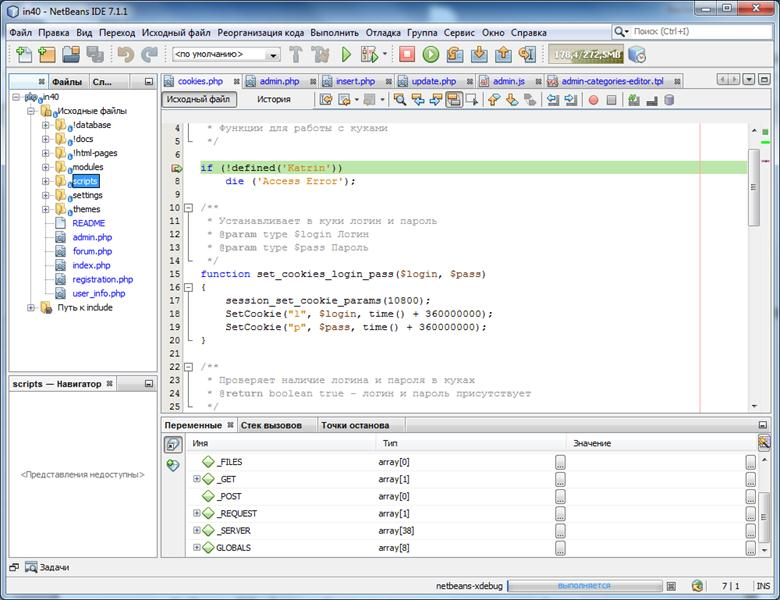 in40 - NetBeans IDE 7.1.1
Файл Правка Вид Переход Исходный файл Реорганизация кода Выполнить Отладка Группа Сервис Окно Справка
Поиск (Ctrl+I)
<по умолчанию>
178,4/272,5MB
Файлы Сл...
in40
Исходные файлы
!database
!docs
!html-pages
modules
scripts
settings
themes
README
admin.php
forum.php
index.php
registration.php
user_info.php
Путь к include
scripts — Навигатор
<Представления недоступны>
cookies.php admin.php insert.php update.php admin.js admin-categories-editor.tpl
Исходный файл История
4 * Функции для работы с куками
5 */
6
if (!defined('Katrin'))
8 die ('Access Error');
9
10 /**
11 * Устанавливает в куки логин и пароль
12 * @param type $login Логин
13 * @param type $pass Пароль
14 */
15 function set_cookies_login_pass($login, $pass)
16 {
17 session_set_cookie_params(10800);
18 SetCookie("l", $login, time() + 360000000);
19 SetCookie("p", $pass, time() + 360000000);
20 }
21
22 /**
23 * Проверяет наличие логина и пароля в куках
24 * @return boolean true - логин и пароль присутствует
25 */
Переменные Стек вызовов Точки останова
Имя Тип Значение
_FILES array[0] ...
_GET array[1] ...
_POST array[0] ...
_REQUEST array[1] ...
_SERVER array[38] ...
GLOBALS array[8] ...
Задачи
netbeans-xdebug выполняется 7 | 1 INS